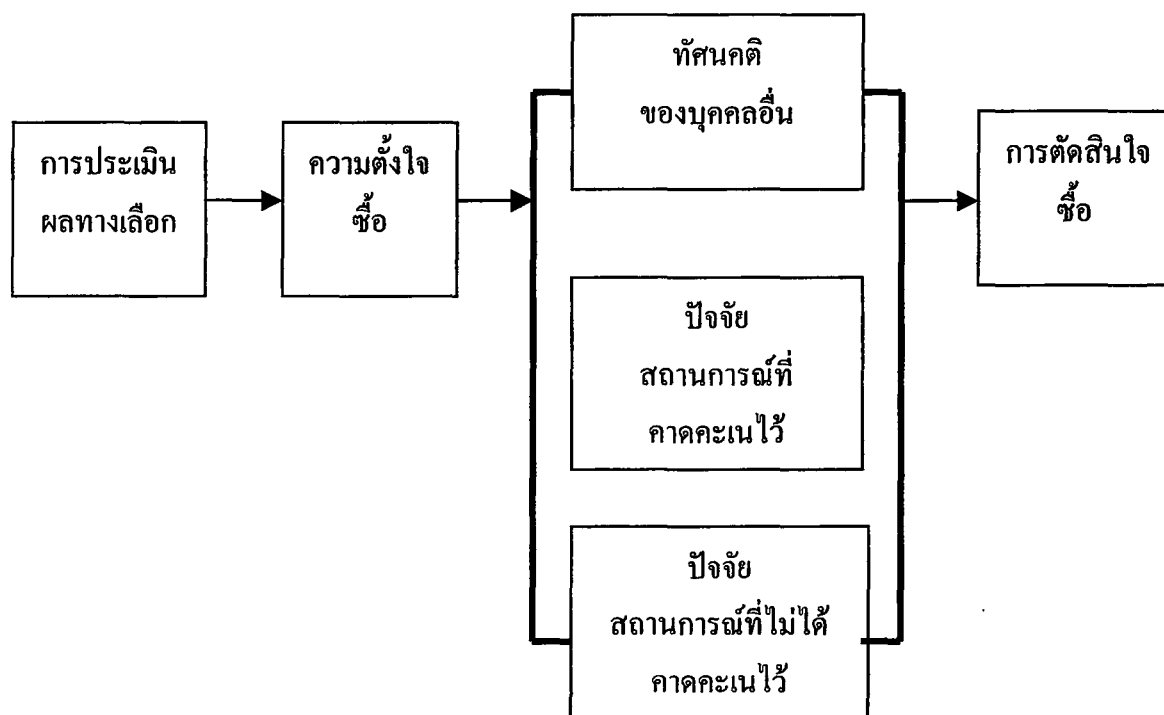 การประเมิน
ผลทางเลือก
ความตั้งใจ
ซื้อ
ทัศนคติ
ของบุคคลอื่น
ปัจจัย
สถานการณ์ที่
คาดคะเนไว้
ปัจจัย
สถานการณ์ที่ไม่ได้
คาดคะเนไว้
การตัดสินใจ
ซื้อ